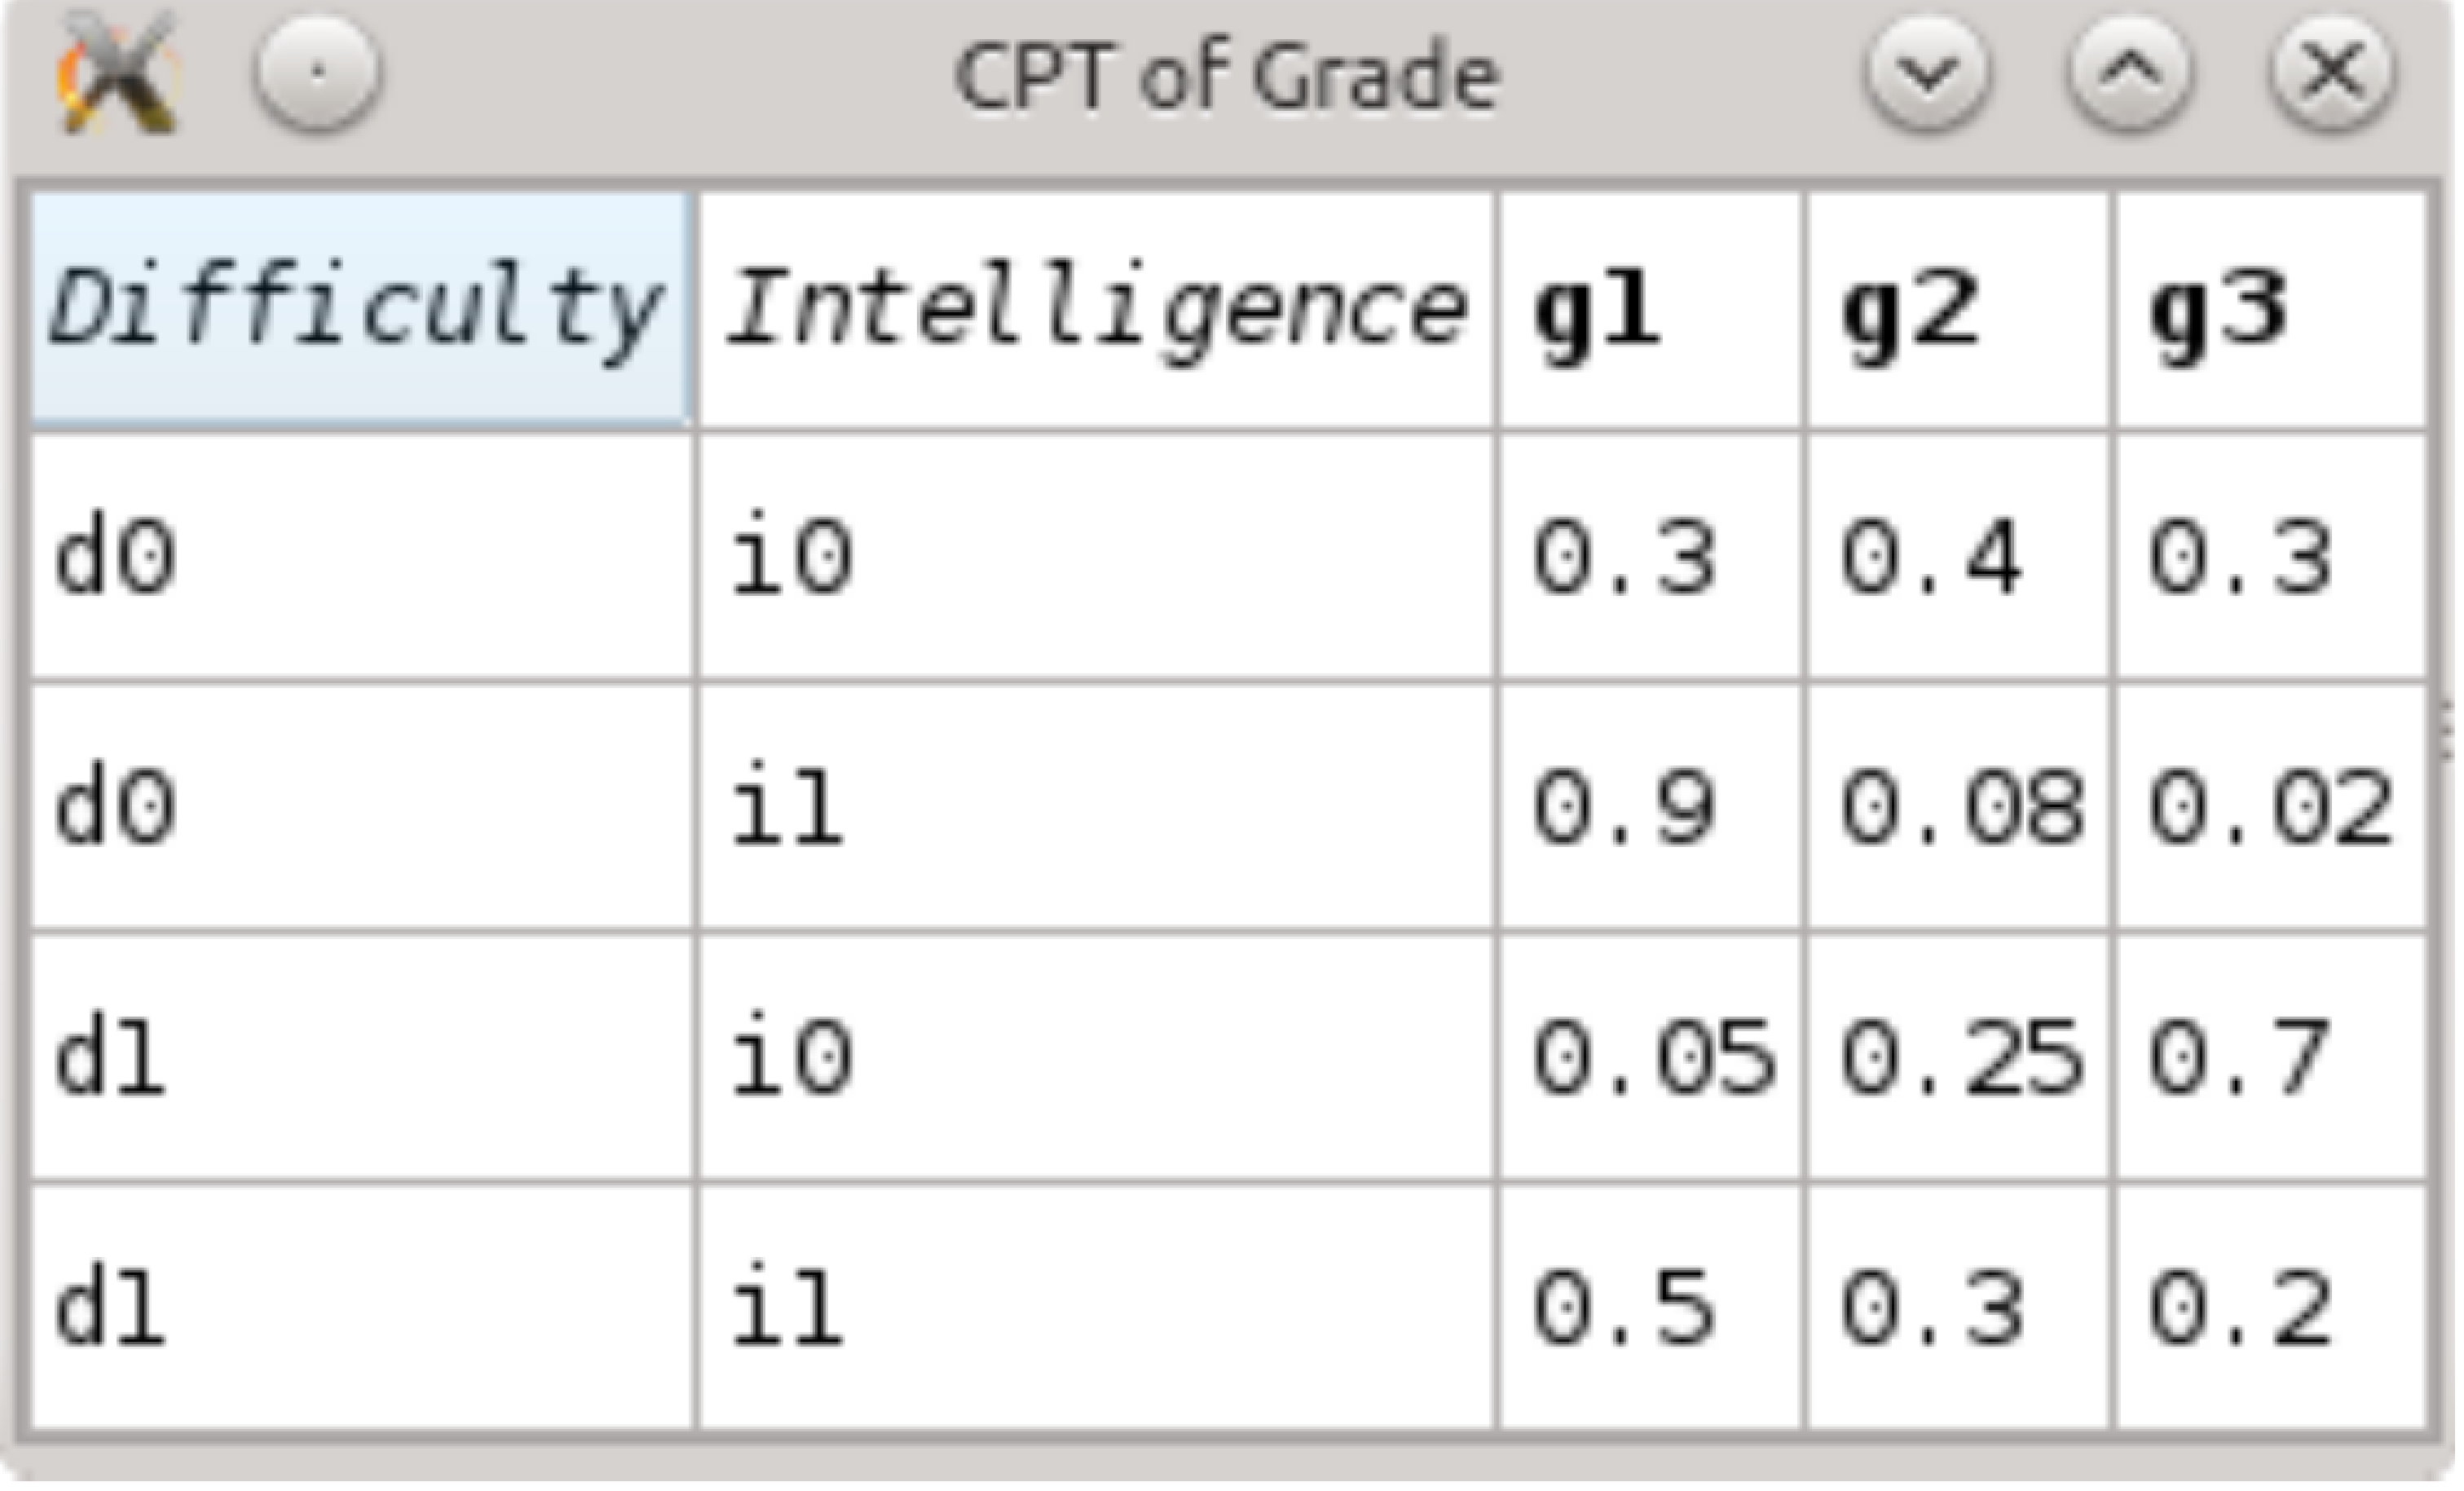 CPT of Grade
Difficulty Intelligence g1 g2 g3
d0 i0 0.3 0.4 0.3
d0 i1 0.9 0.08 0.02
d1 i0 0.05 0.25 0.7
d1 i1 0.5 0.3 0.2